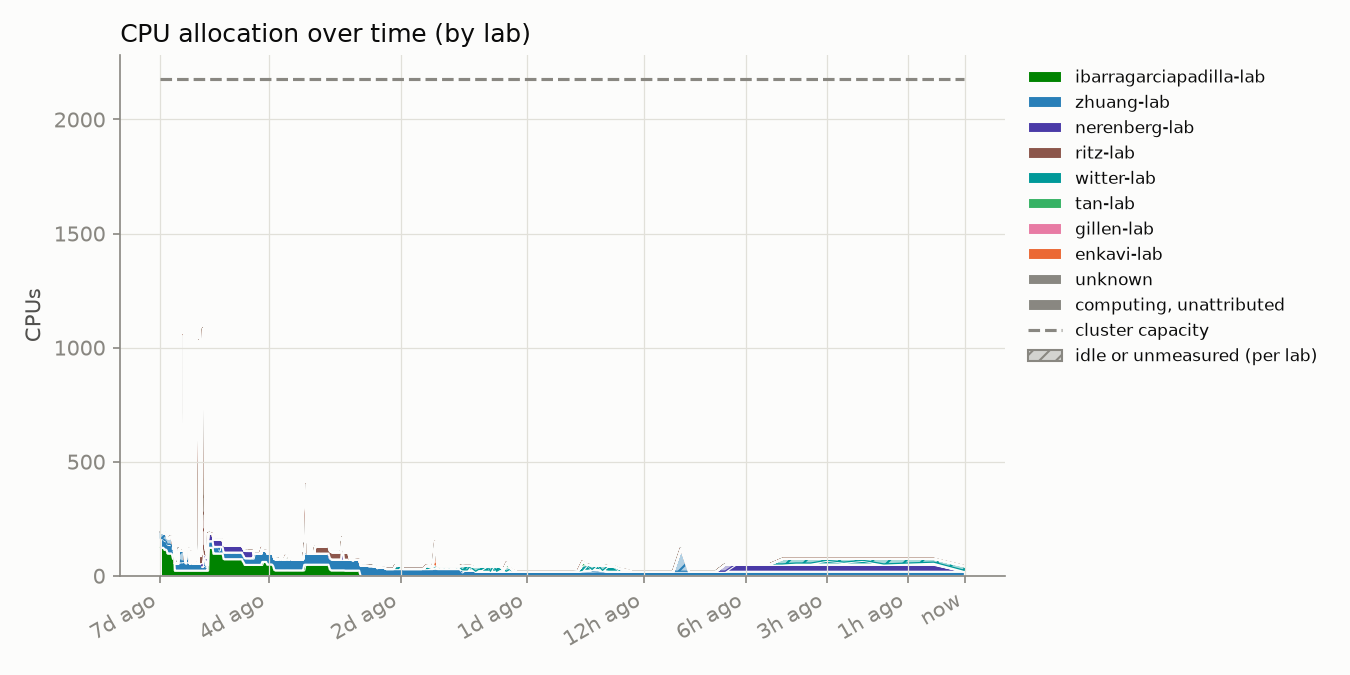 CPU allocation over time (by lab)
CPUs
2000
1500
1000
500
0
7d ago
4d ago
2d ago
1d ago
12h ago
6h ago
3h ago
1h ago
now
ibarragarciapadilla-lab
zhuang-lab
nerenberg-lab
ritz-lab
witter-lab
tan-lab
gillen-lab
enkavi-lab
unknown
computing, unattributed
cluster capacity
idle or unmeasured (per lab)